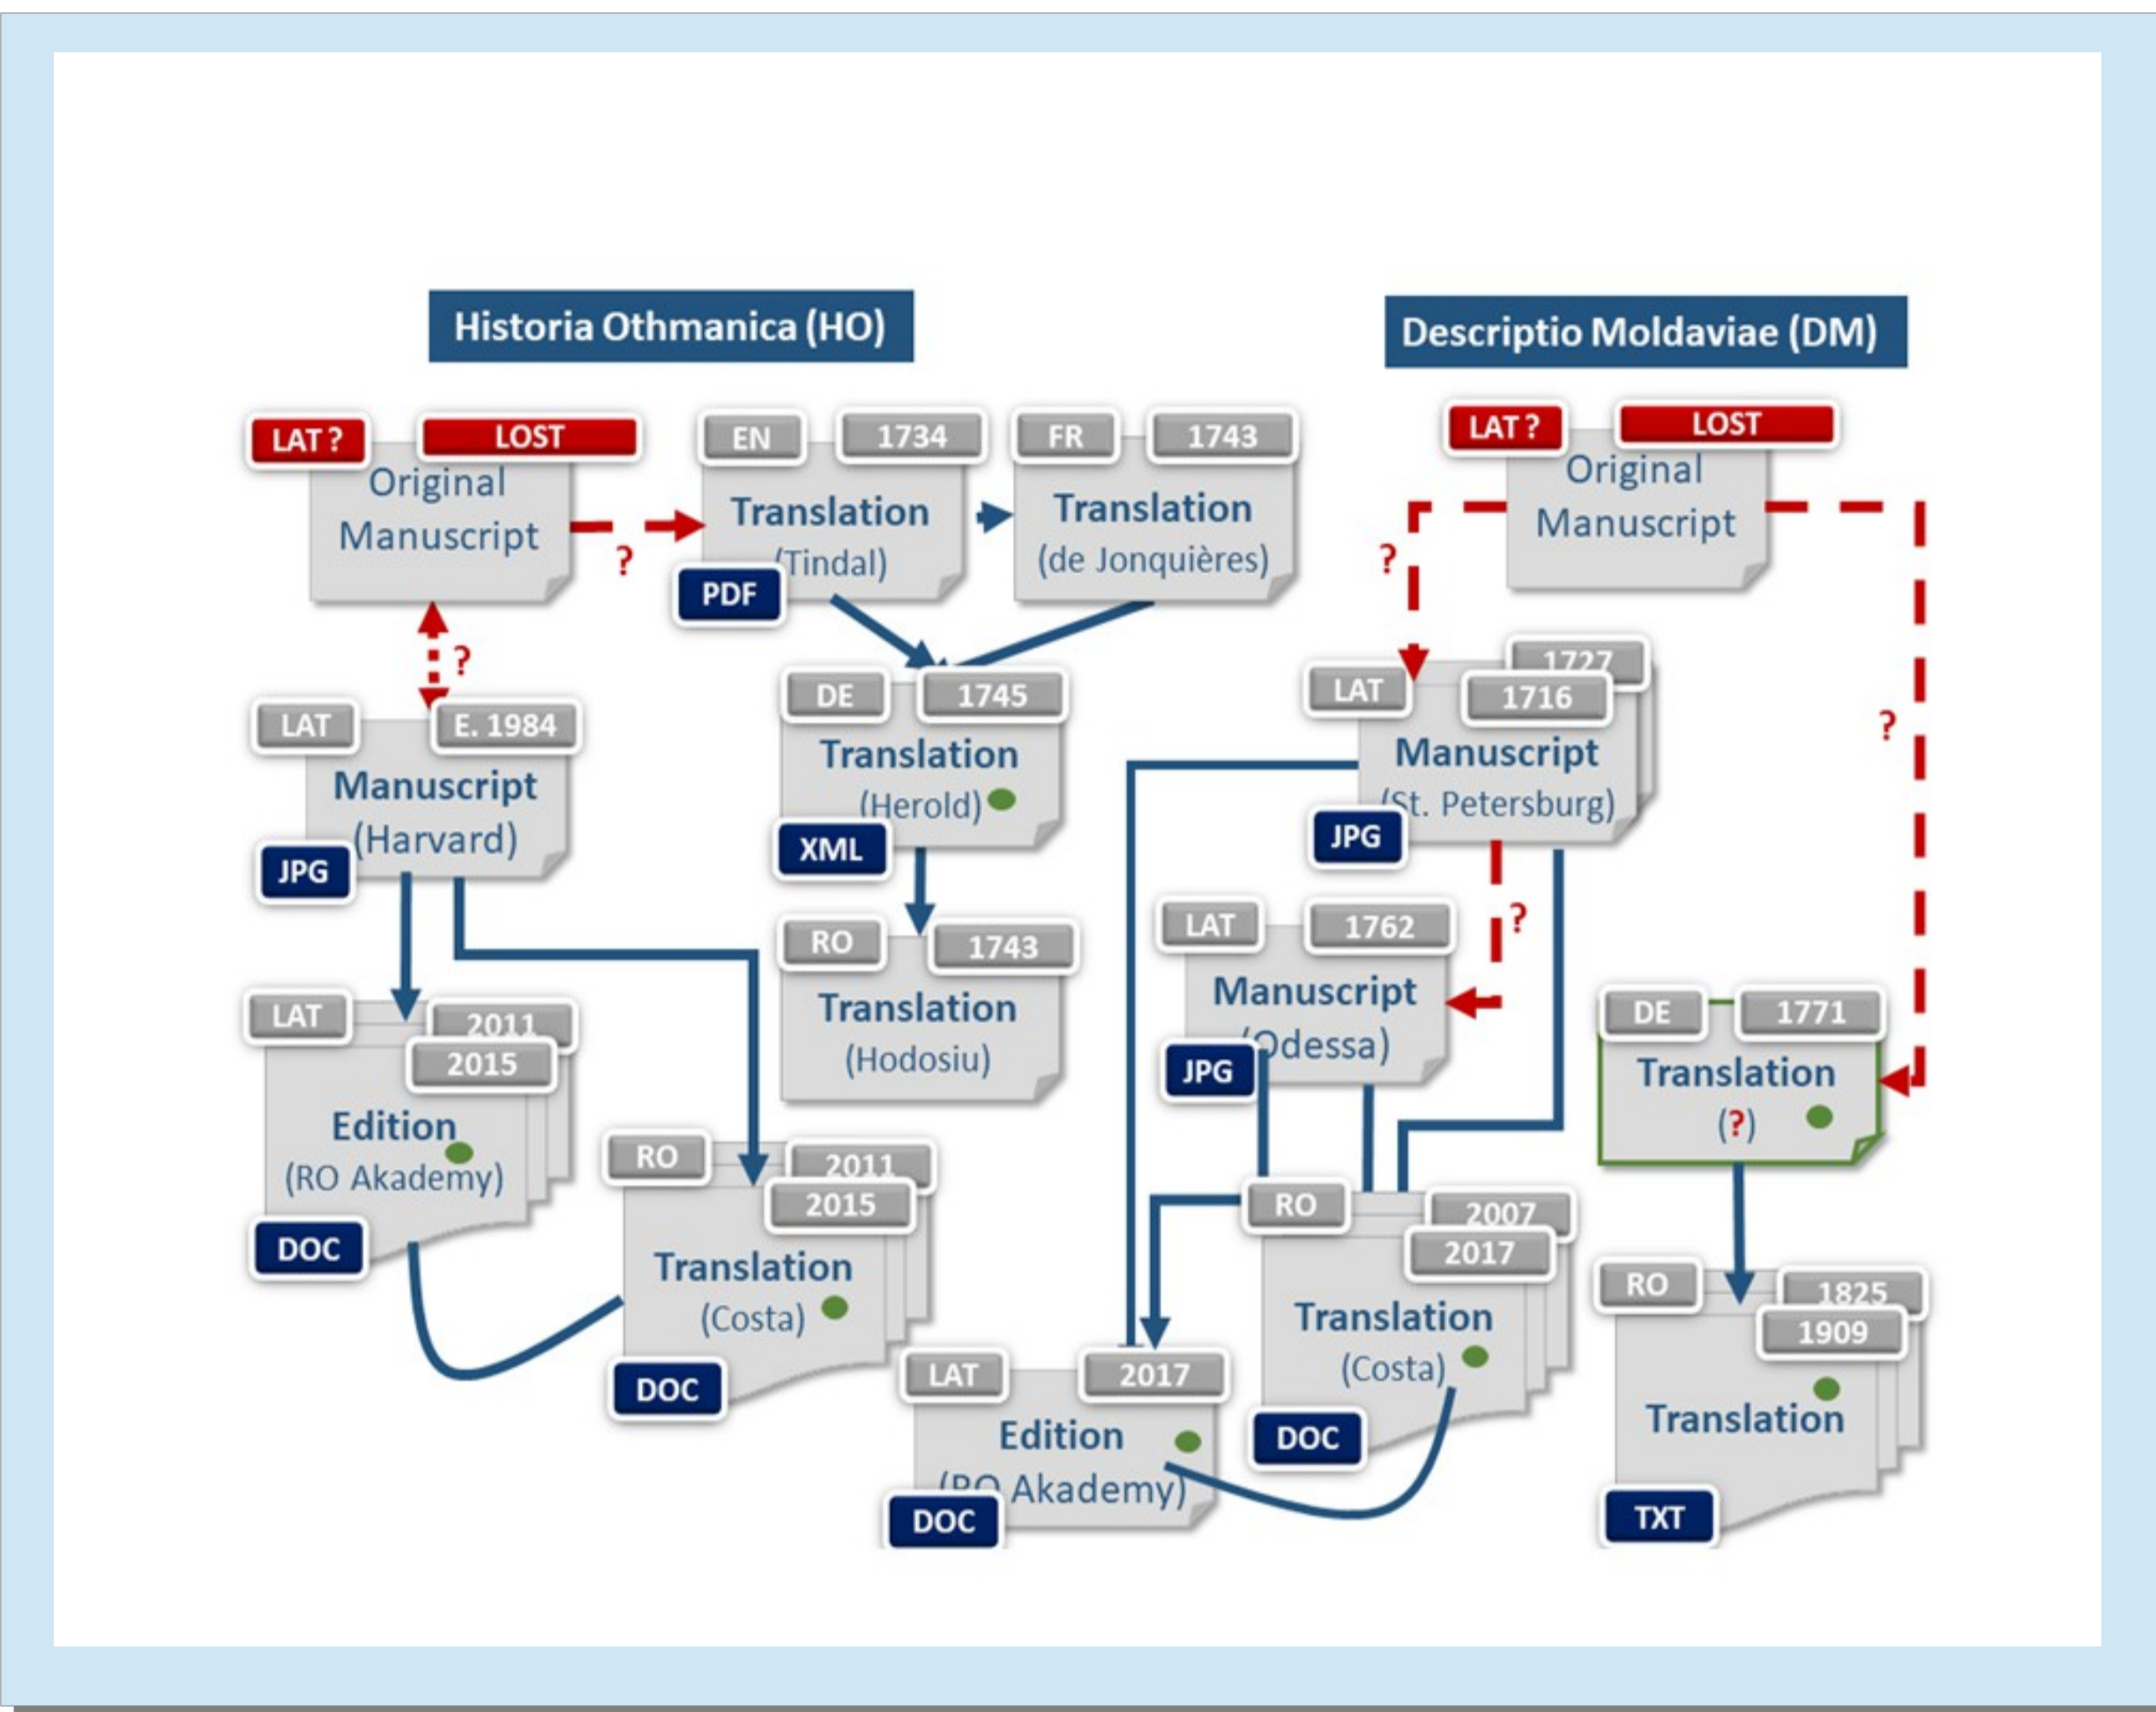 Historia Othmanica (HO)
Descriptio Moldaviae (DM)
LAT ?
LOST
Original
Manuscript
?
?
EN
1734
Translation
(Tindal)
PDF
FR
1743
Translation
(de Jonquières)
LAT
E. 1984
Manuscript
(Harvard)
JPG
DE
1745
Translation
(Herold)
XML
RO
1743
Translation
(Hodosiu)
LAT
2011
2015
Edition
(RO Akademy)
DOC
RO
2011
2015
Translation
(Costa)
DOC
LAT ?
LOST
Original
Manuscript
?
?
LAT
1727
1716
Manuscript
(St. Petersburg)
JPG
?
LAT
1762
Manuscript
(Odessa)
JPG
DE
1771
Translation
(?)
RO
2007
2017
Translation
(Costa)
DOC
LAT
2017
Edition
(RO Akademy)
DOC
RO
1825
1909
Translation
TXT